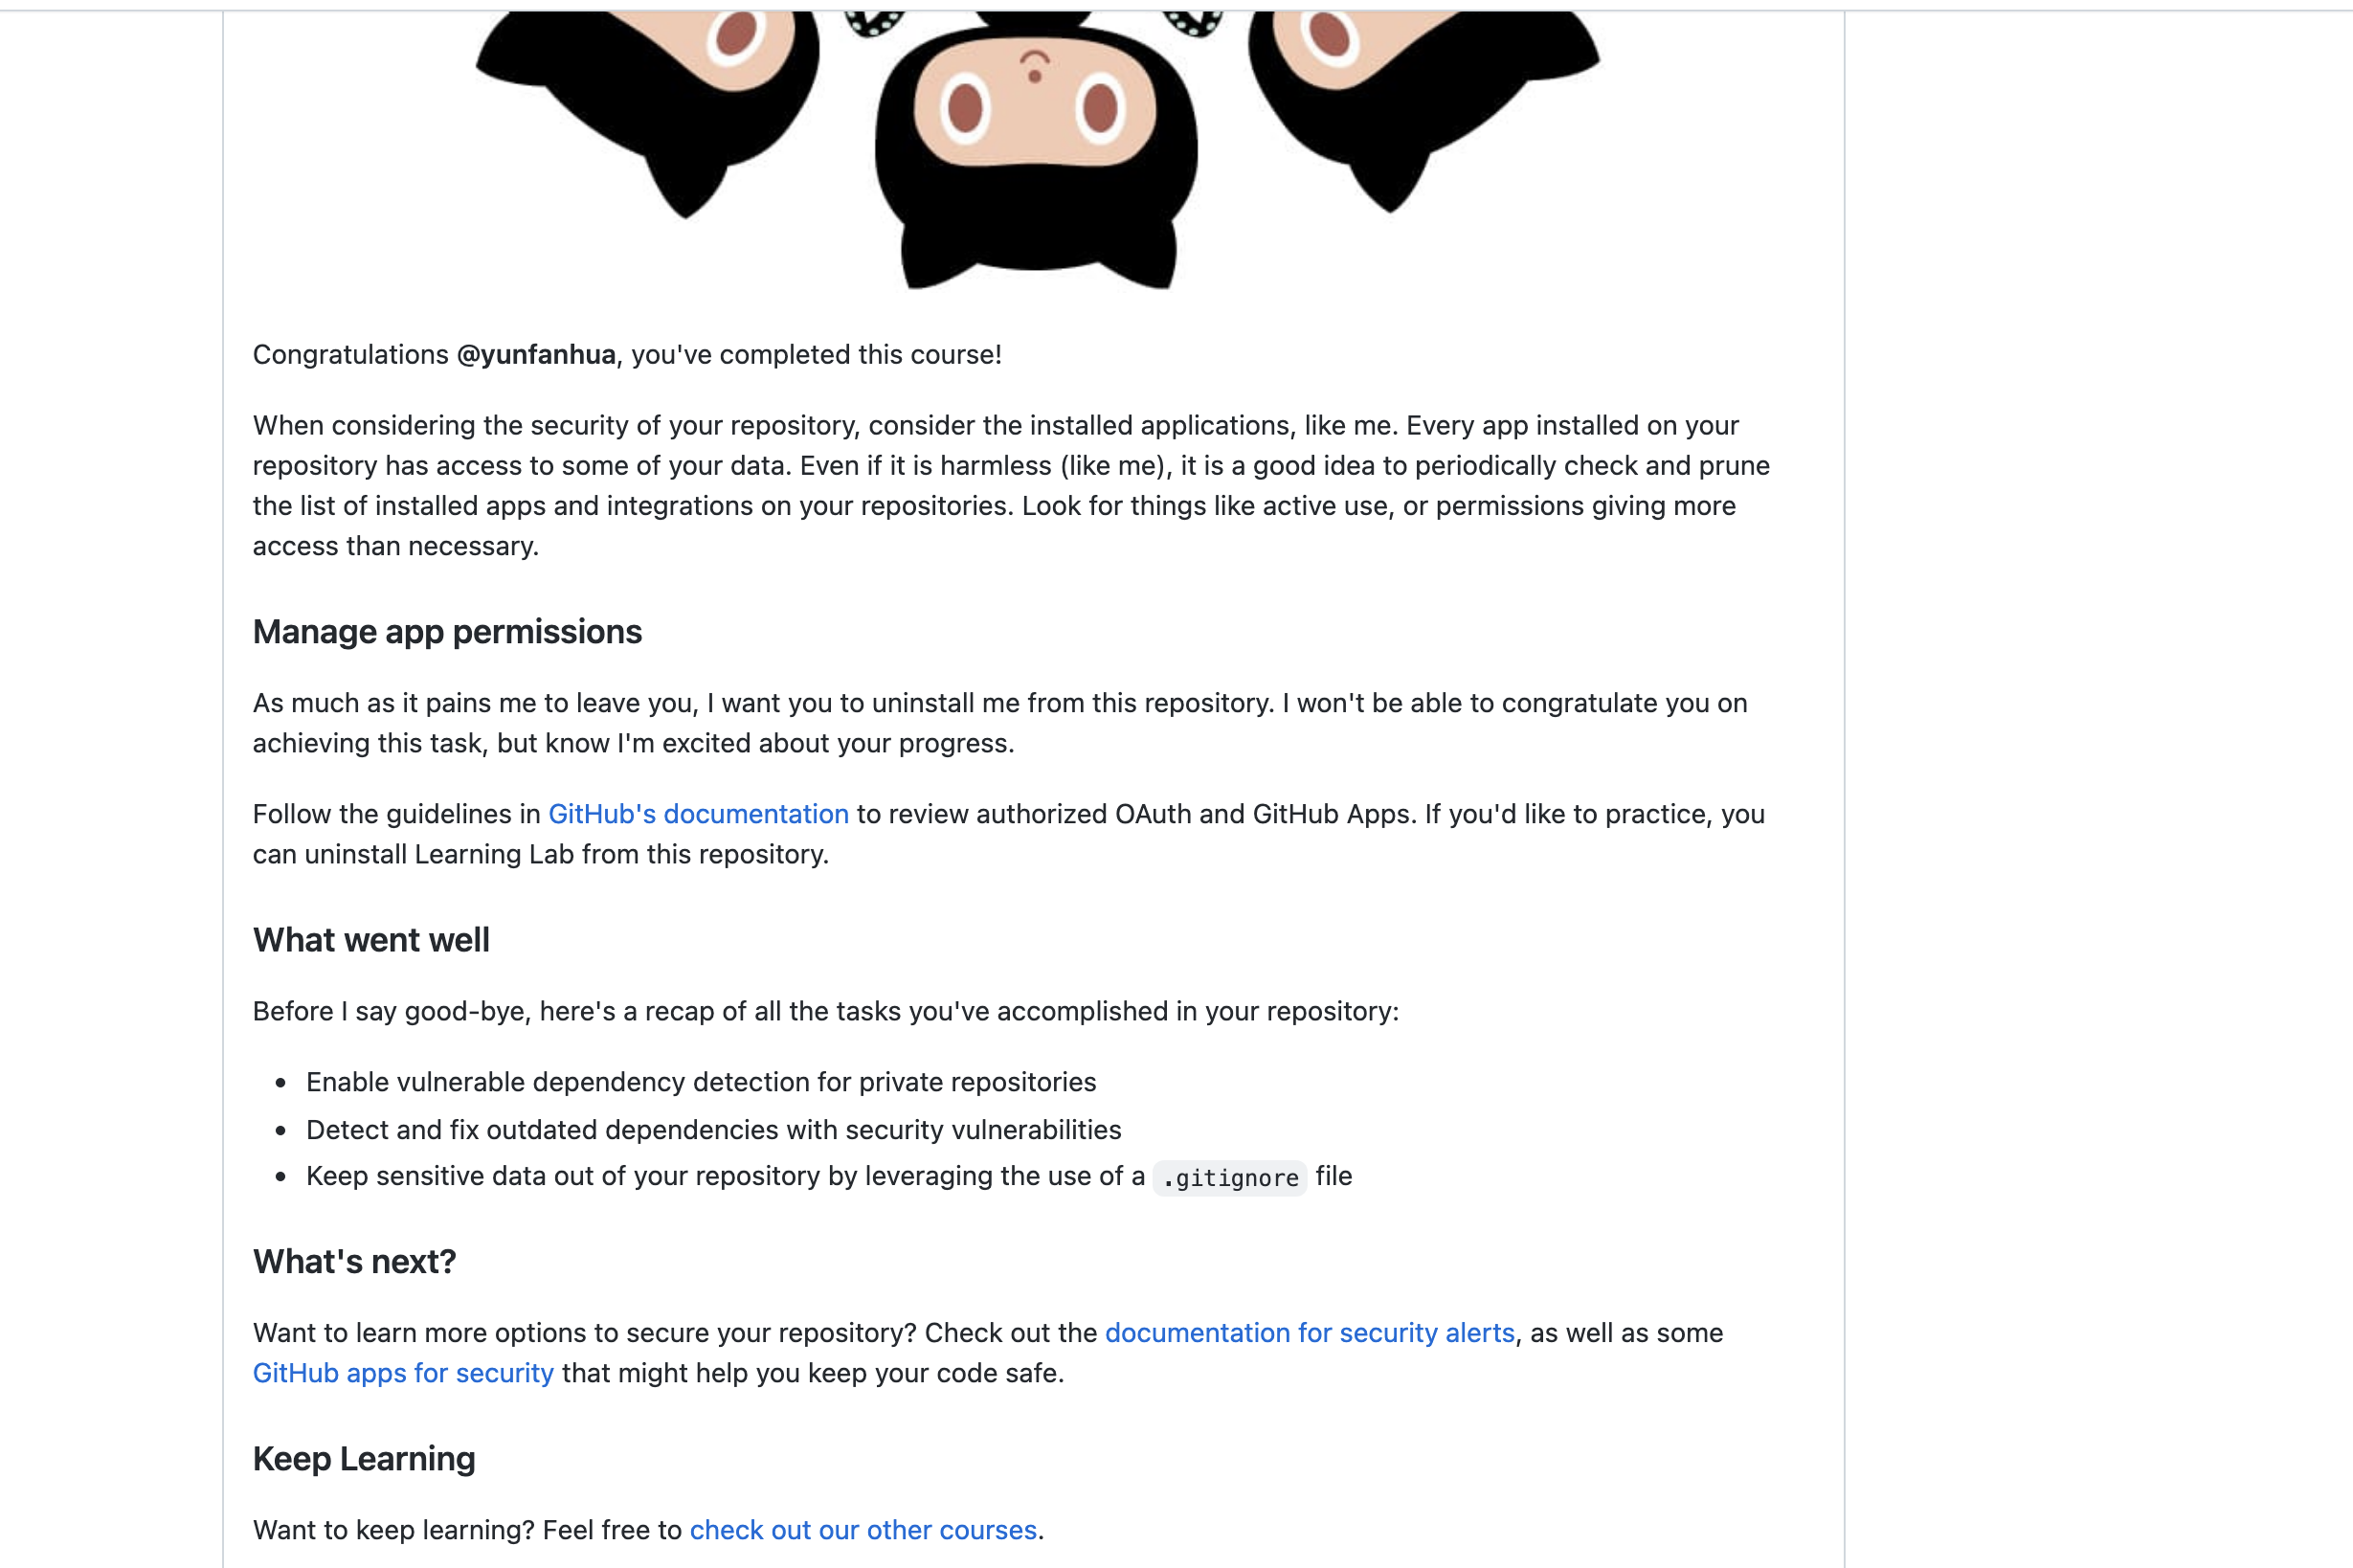 Congratulations @yunfanhua, you've completed this course!
When considering the security of your repository, consider the installed applications, like me. Every app installed on your
repository has access to some of your data. Even if it is harmless (like me), it is a good idea to periodically check and prune
the list of installed apps and integrations on your repositories. Look for things like active use, or permissions giving more
access than necessary.
Manage app permissions
As much as it pains me to leave you, I want you to uninstall me from this repository. I won't be able to congratulate you on
achieving this task, but know I'm excited about your progress.
Follow the guidelines in GitHub's documentation to review authorized OAuth and GitHub Apps. If you'd like to practice, you
can uninstall Learning Lab from this repository.
What went well
Before I say good-bye, here's a recap of all the tasks you've accomplished in your repository:
• Enable vulnerable dependency detection for private repositories
• Detect and fix outdated dependencies with security vulnerabilities
• Keep sensitive data out of your repository by leveraging the use of a .gitignore file
What's next?
Want to learn more options to secure your repository? Check out the documentation for security alerts, as well as some
GitHub apps for security that might help you keep your code safe.
Keep Learning
Want to keep learning? Feel free to check out our other courses.